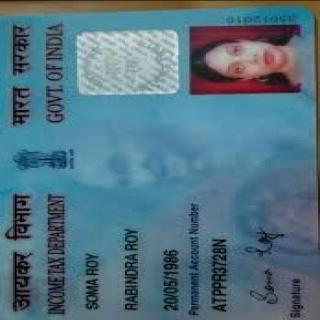 आयकर विभाग
INCOME TAX DEPARTMENT
भारत सरकार
GOVT. OF INDIA
SOMA ROY
RABINDRA ROY
20/05/1986
Permanent Account Number
ATPPR3728N
Soma Roy
Signature
05012010